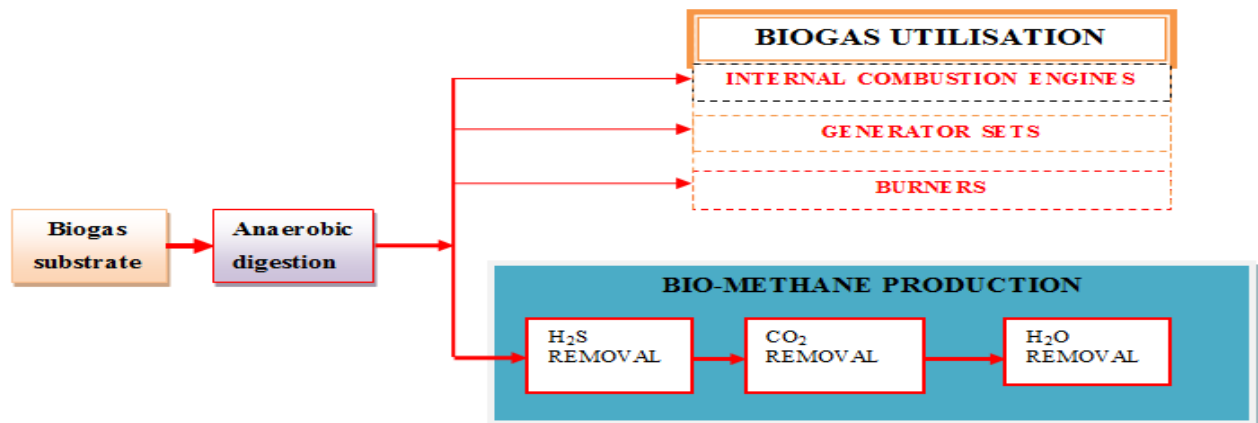 BIOGAS UTILISATION
INTERNAL COMBUSTION ENGINES
GENERATOR SETS
BURNERS
Biogas
substrate
Anaerobic
digestion
BIO-METHANE PRODUCTION
H₂S
REMOVAL
CO₂
REMOVAL
H₂O
REMOVAL